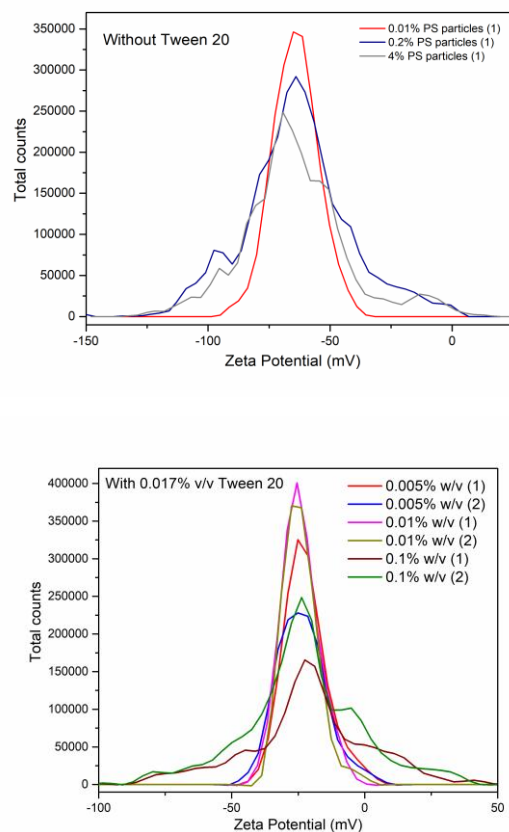 Without Tween 20
0.01% PS particles (1)
0.2% PS particles (1)
4% PS particles (1)
350000
300000
250000
200000
150000
100000
50000
0
Total counts
-150
-100
-50
0
Zeta Potential (mV)
With 0.017% v/v Tween 20
0.005% w/v (1)
0.005% w/v (2)
0.01% w/v (1)
0.01% w/v (2)
0.1% w/v (1)
0.1% w/v (2)
400000
350000
300000
250000
200000
150000
100000
50000
0
Total counts
-100
-50
0
50
Zeta Potential (mV)